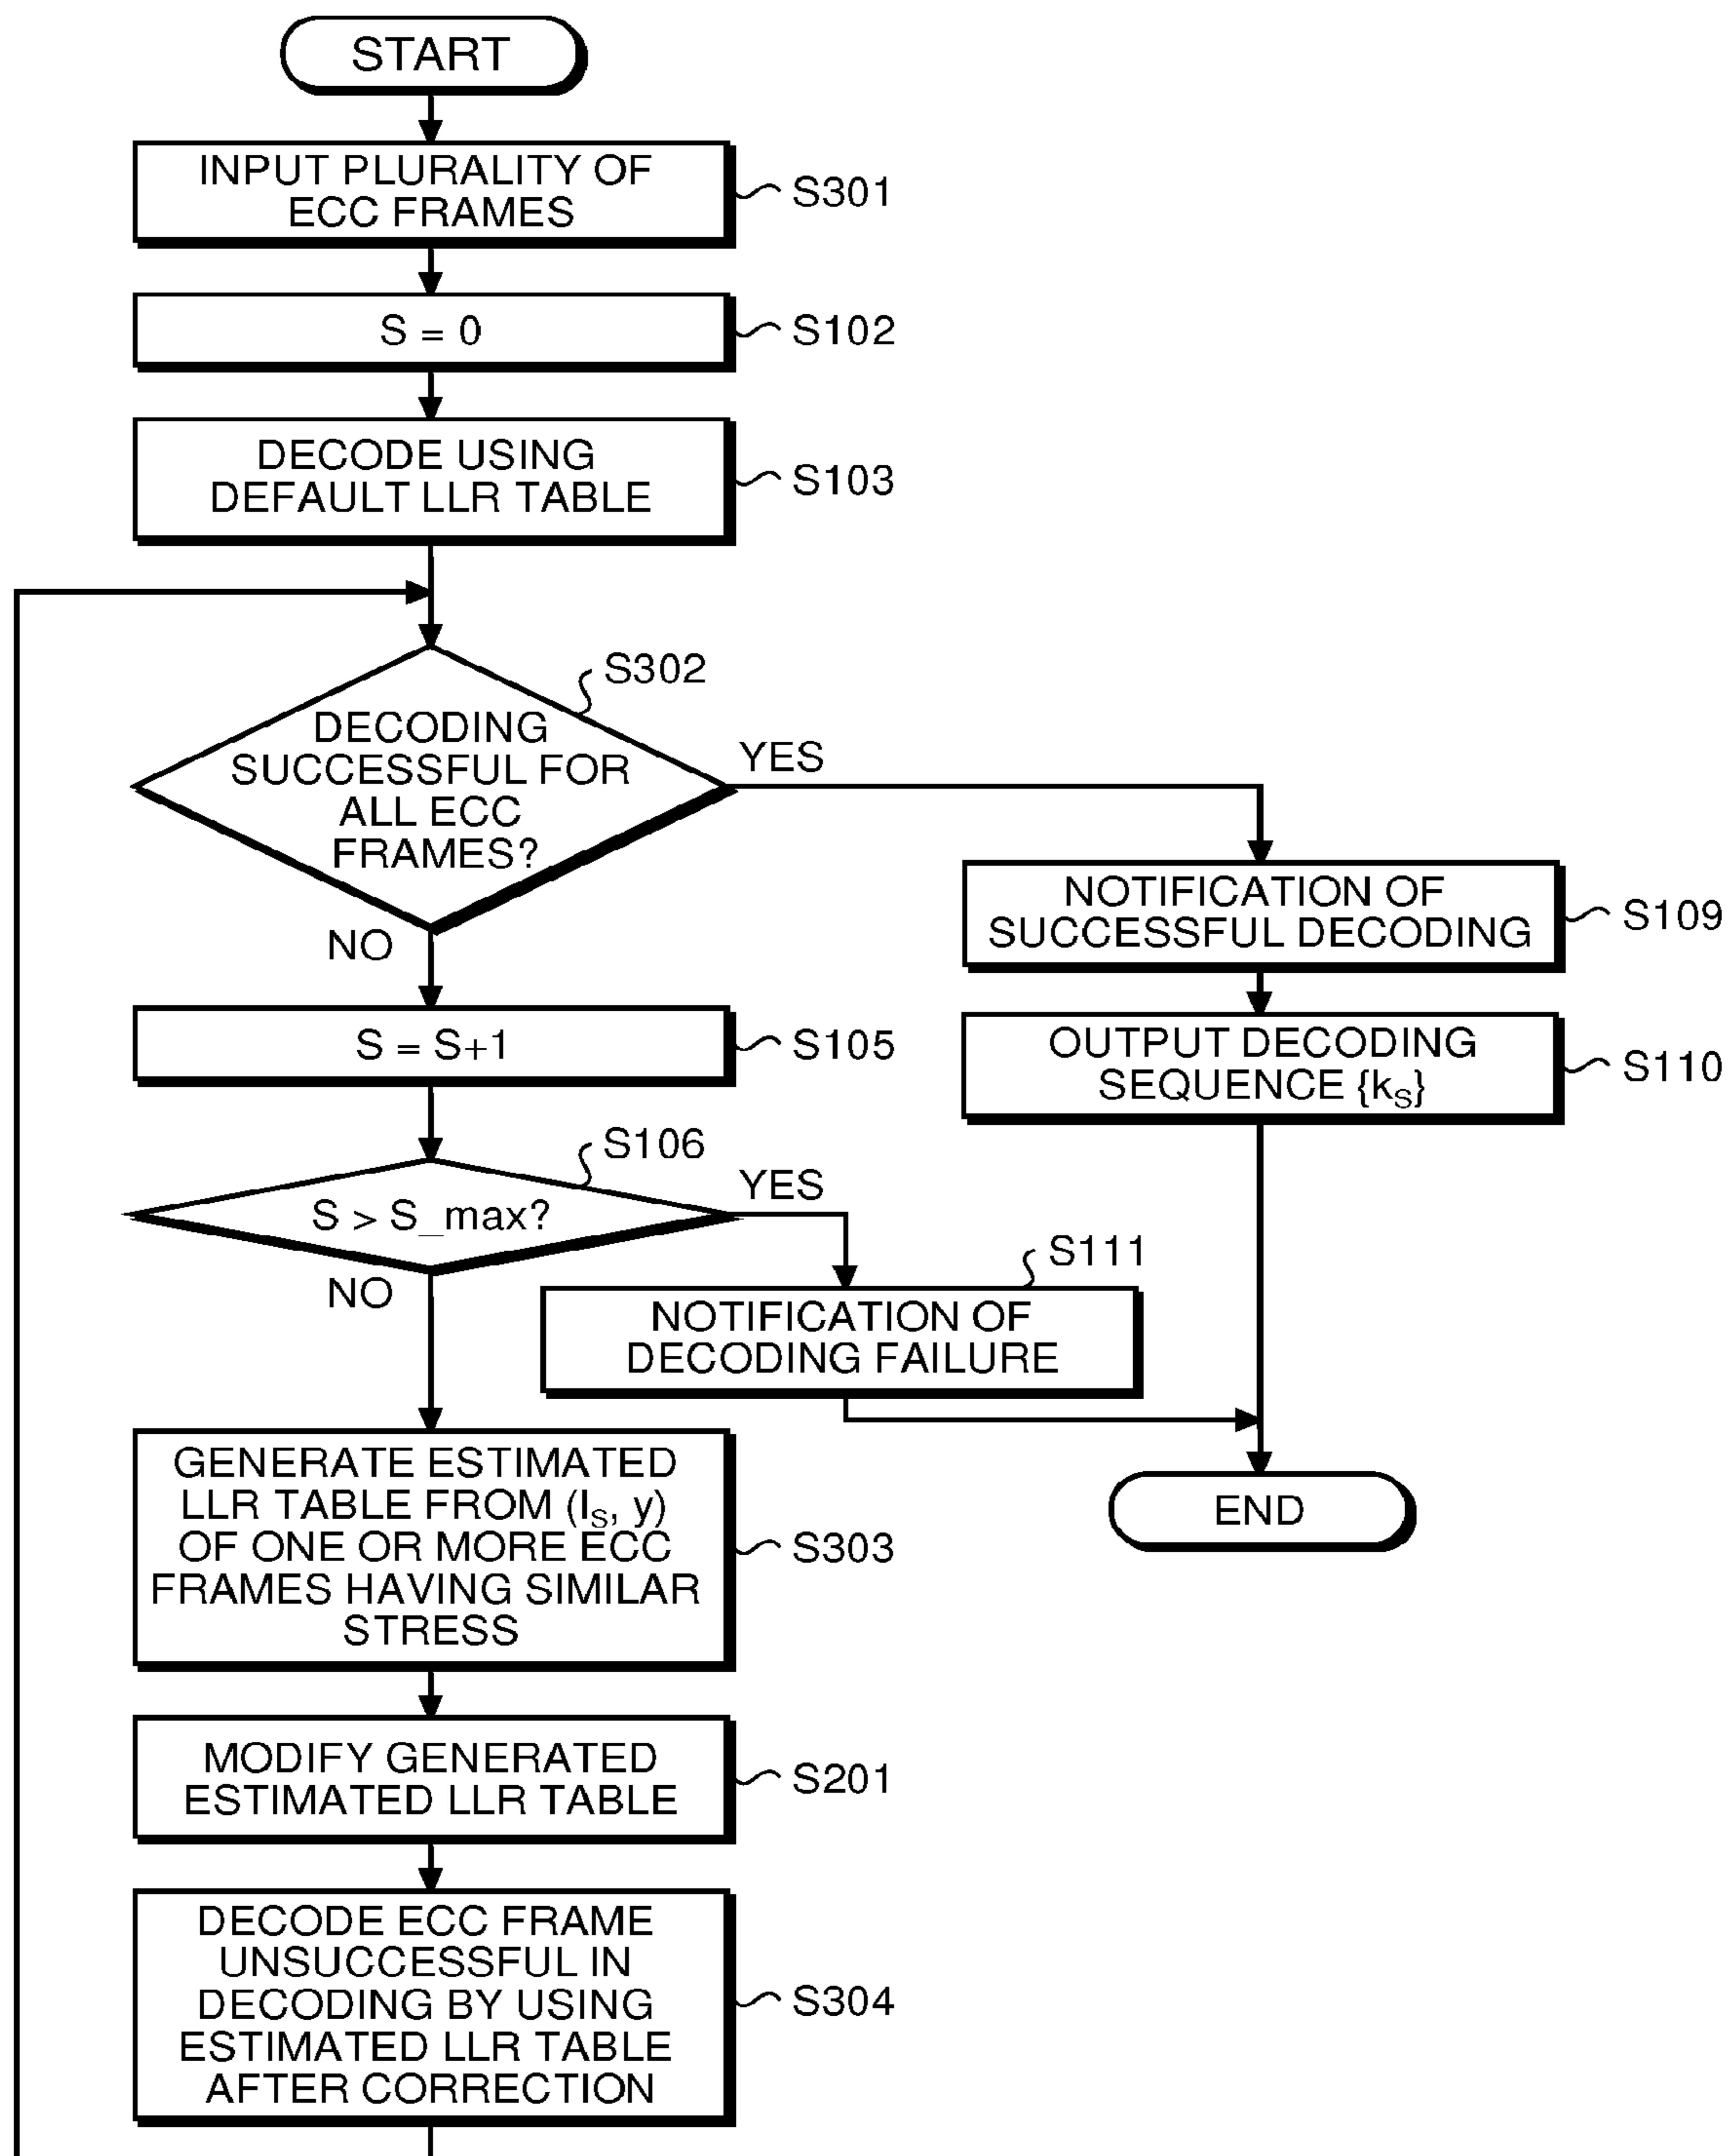 START
INPUT PLURALITY OF
ECC FRAMES
S301
S = 0
S102
DECODE USING
DEFAULT LLR TABLE
S103
S302
DECODING
SUCCESSFUL FOR
ALL ECC
FRAMES?
YES
NO
NOTIFICATION OF
SUCCESSFUL DECODING
S109
OUTPUT DECODING
SEQUENCE {kS}
S110
S = S+1
S105
S106
S > S_max?
YES
NO
S111
NOTIFICATION OF
DECODING FAILURE
GENERATE ESTIMATED
LLR TABLE FROM (IS, y)
OF ONE OR MORE ECC
FRAMES HAVING SIMILAR
STRESS
S303
END
MODIFY GENERATED
ESTIMATED LLR TABLE
S201
DECODE ECC FRAME
UNSUCCESSFUL IN
DECODING BY USING
ESTIMATED LLR TABLE
AFTER CORRECTION
S304